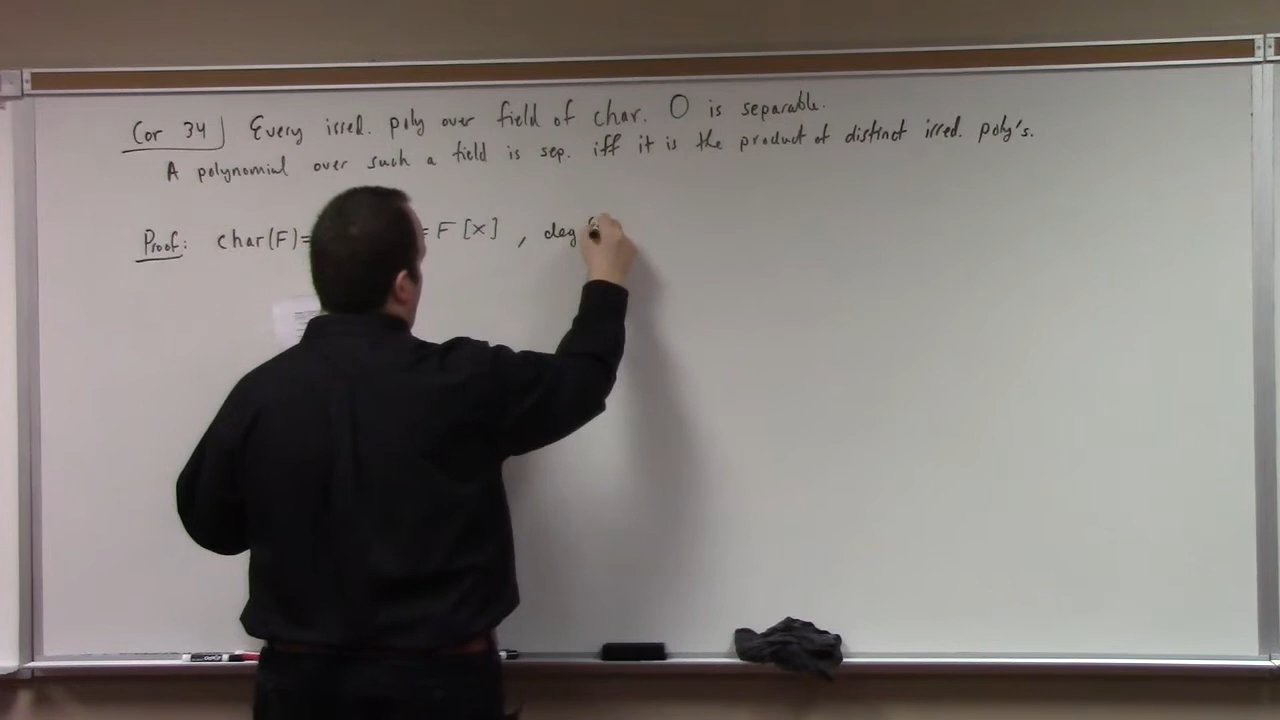 Cor 34 Every irred. poly over field of char. 0 is separable.
A polynomial over such a field is sep. iff it is the product of distinct irred. poly's.
Proof: char(F)= F[x] , deg